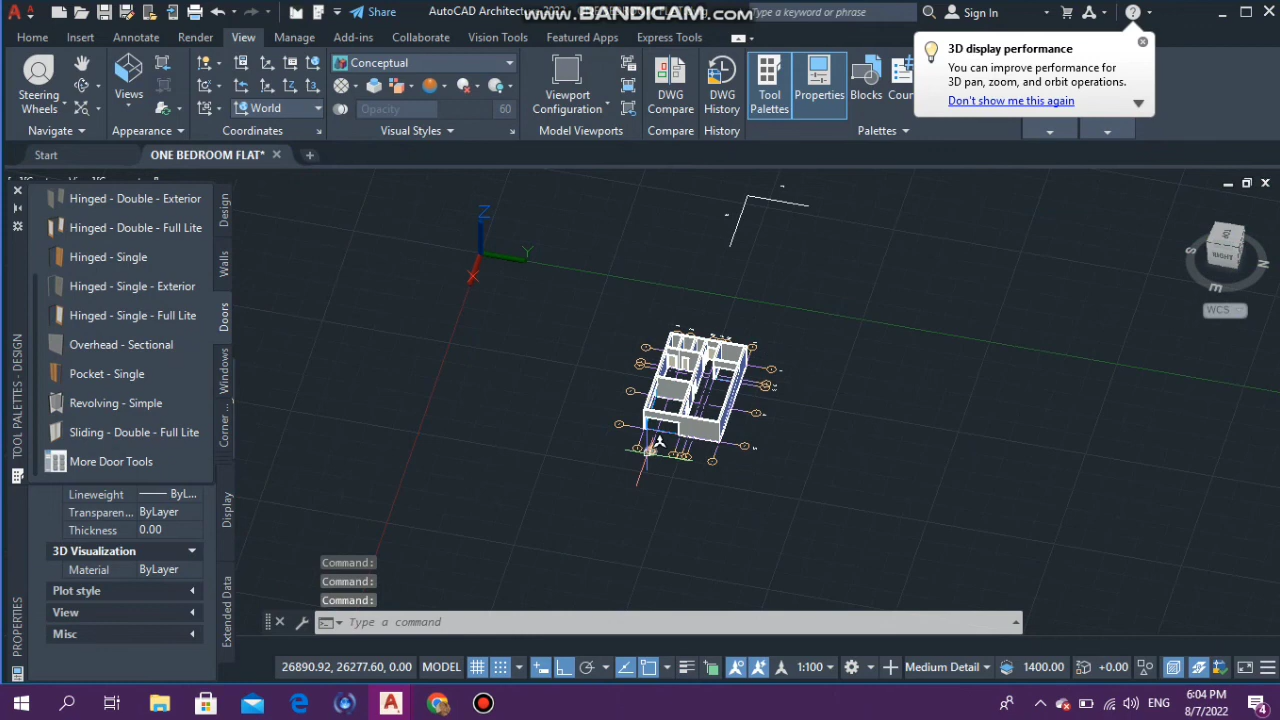 Share
AutoCAD Architect
WWW.BANDICAM.COM
Type a keyword or phrase
Sign In
Home
Insert
Annotate
Render
View
Manage
Add-ins
Collaborate
Vision Tools
Featured Apps
Express Tools
Steering
Wheels
Navigate
Views
Appearance
World
Coordinates
Conceptual
Opacity
60
Visual Styles
Viewport
Configuration
Model Viewports
DWG
Compare
Compare
DWG
History
History
Tool
Palettes
Properties
Blocks
Cour
Palettes
3D display performance
You can improve performance for
3D pan, zoom, and orbit operations.
Don't show me this again
Start
ONE BEDROOM FLAT*
Hinged - Double - Exterior
Hinged - Double - Full Lite
Hinged - Single
Hinged - Single - Exterior
Hinged - Single - Full Lite
Overhead - Sectional
Pocket - Single
Revolving - Simple
Sliding - Double - Full Lite
More Door Tools
Design
Walls
Doors
Windows
Corner ...
TOOL PALETTES - DESIGN
Lineweight
ByL...
Transparen...
ByLayer
Thickness
0.00
3D Visualization
Material
ByLayer
Plot style
View
Misc
Display
Extended Data
PROPERTIES
Z
Y
X
RIGHT
S
N
E
WCS
Command:
Command:
Command:
Type a command
26890.92, 26277.60, 0.00
MODEL
1:100
Medium Detail
1400.00
+0.00
ENG
6:04 PM
8/7/2022
4